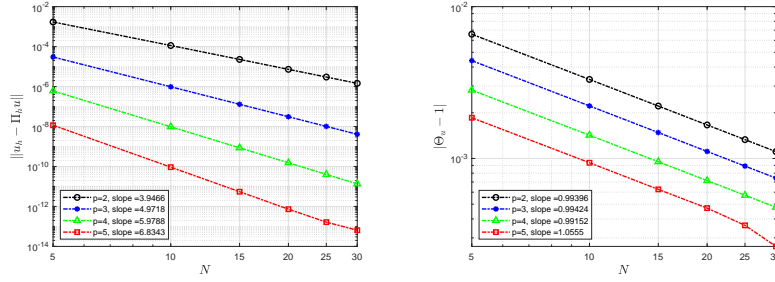 10^-2
10^-4
10^-6
10^-8
10^-10
10^-12
10^-14
||u_h − Π_h u||
p=2, slope =3.9466
p=3, slope =4.9718
p=4, slope =5.9788
p=5, slope =6.8343
5 10 15 20 25 30
N
10^-2
10^-3
|Θ_u − 1|
p=2, slope =0.99396
p=3, slope =0.99424
p=4, slope =0.99152
p=5, slope =1.0555
5 10 15 20 25 3
N